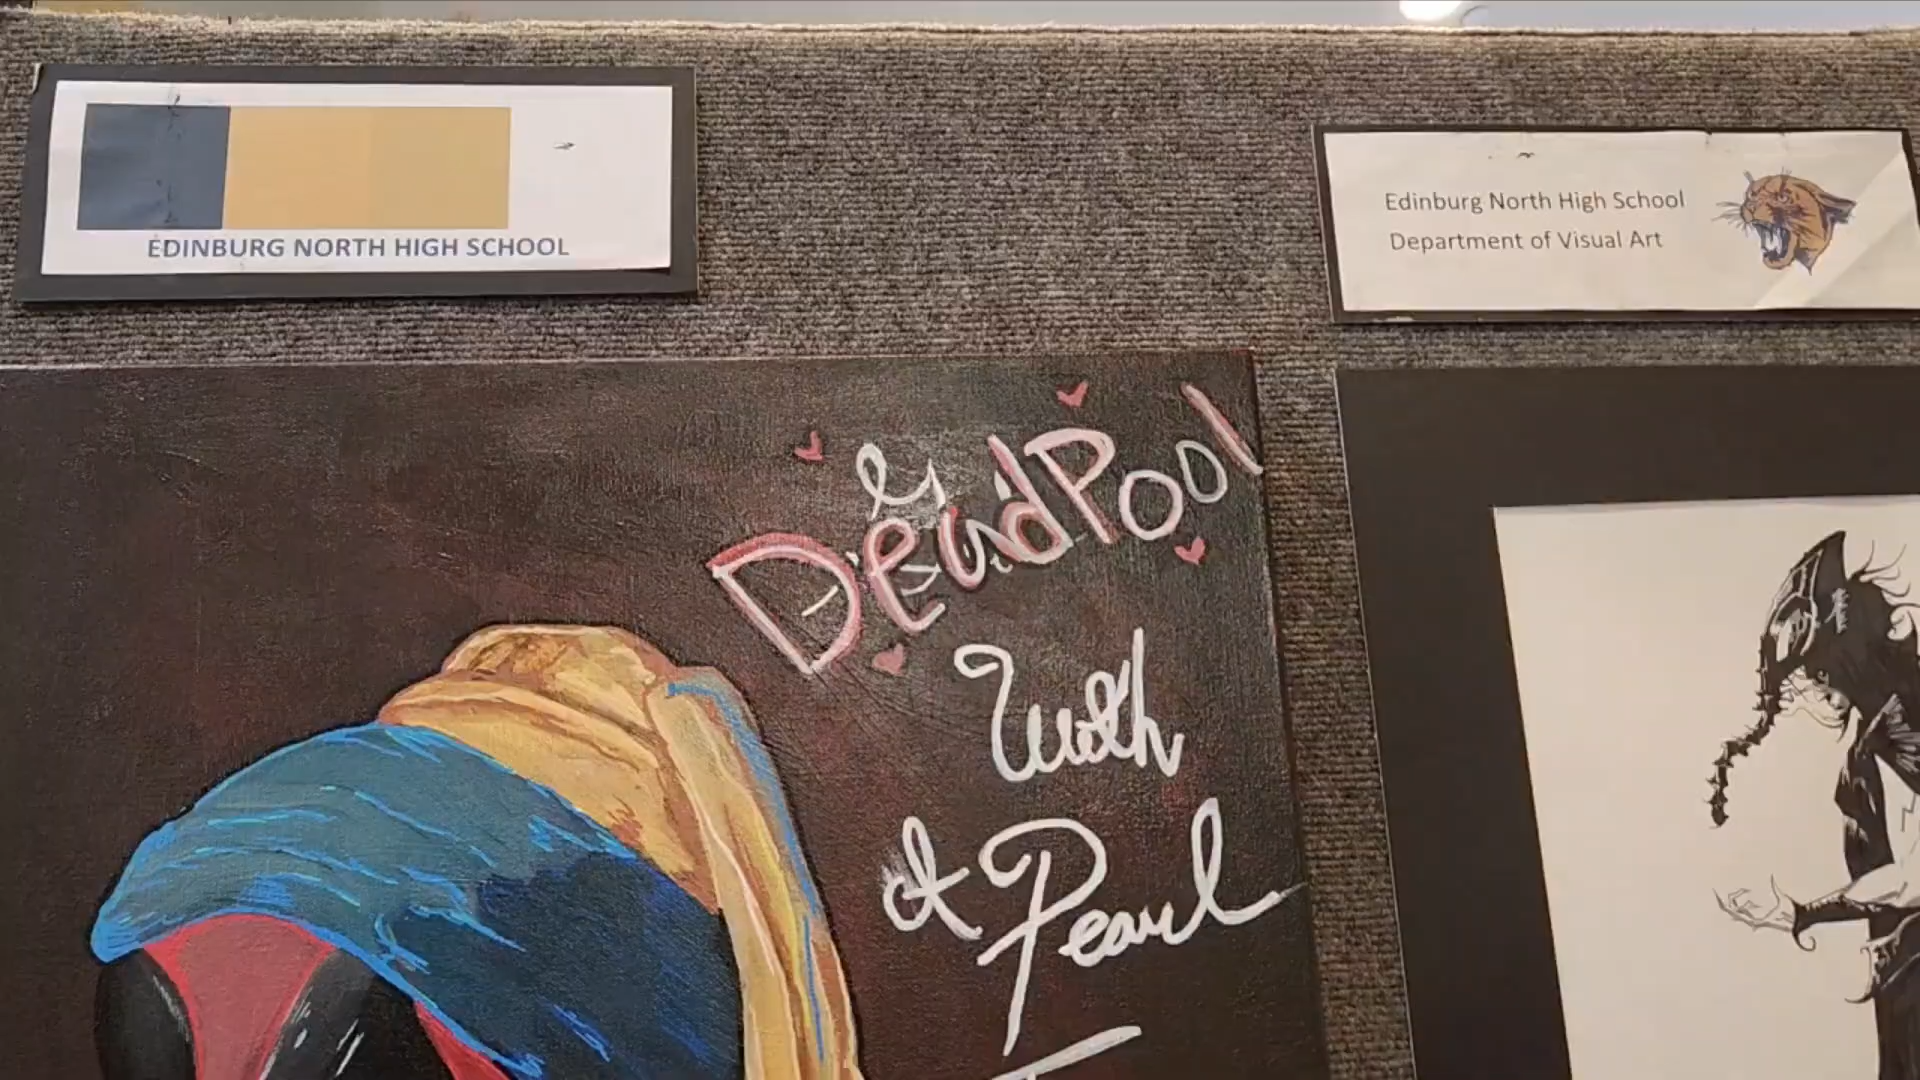 EDINBURG NORTH HIGH SCHOOL
Edinburg North High School
Department of Visual Art
DeadPool
With
A Pearl